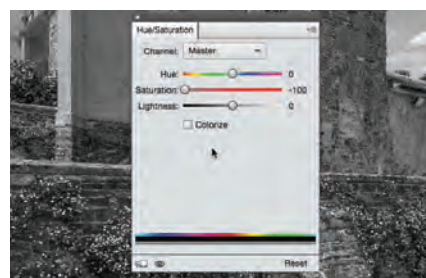 Hue/Saturation
Channel: Master
Hue: 0
Saturation: -100
Lightness: 0
Colorize
Reset